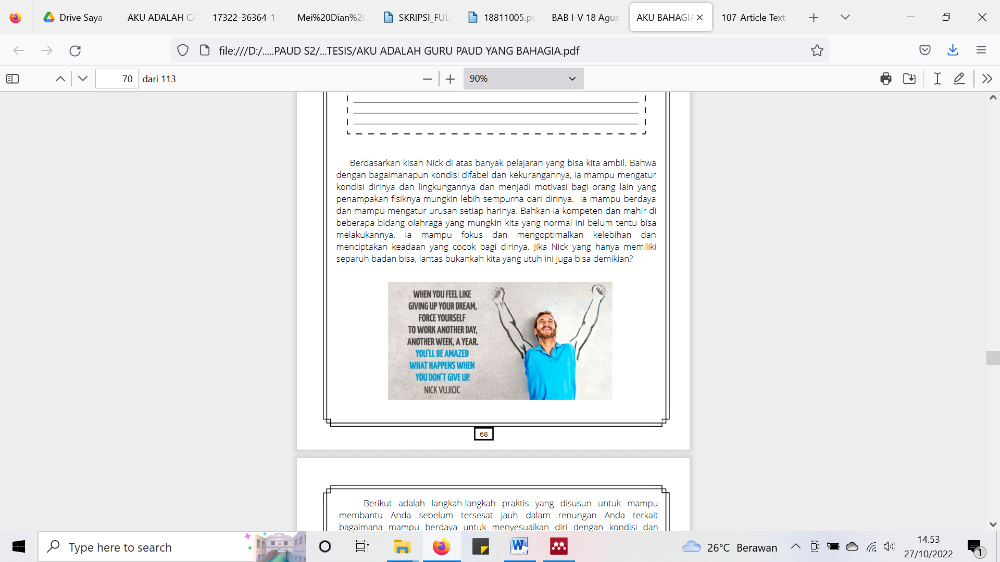 Drive Saya -
AKU ADALAH CA
17322-36364-1-S
Mei%20Dian%20
SKRIPSI_FUL
18811005.pd
BAB I-V 18 Agus
AKU BAHAGIA
107-Article Text-
file:///D:/.....PAUD S2/...TESIS/AKU ADALAH GURU PAUD YANG BAHAGIA.pdf
70 dari 113
90%
Berdasarkan kisah Nick di atas banyak pelajaran yang bisa kita ambil. Bahwa
dengan bagaimanapun kondisi difabel dan kekurangannya, ia mampu mengatur
kondisi dirinya dan lingkungannya dan menjadi motivasi bagi orang lain yang
penampakan fisiknya mungkin lebih sempurna dari dirinya. Ia mampu berdaya
dan mampu mengatur urusan setiap harinya. Bahkan ia kompeten dan mahir di
beberapa bidang olahraga yang mungkin kita yang normal ini belum tentu bisa
melakukannya. Ia mampu fokus dan mengoptimalkan kelebihan dan
menciptakan keadaan yang cocok bagi dirinya. Jika Nick yang hanya memiliki
separuh badan bisa, lantas bukankah kita yang utuh ini juga bisa demikian?
WHEN YOU FEEL LIKE
GIVING UP YOUR DREAM,
FORCE YOURSELF
TO WORK ANOTHER DAY,
ANOTHER WEEK, A YEAR.
YOU'LL BE AMAZED
WHAT HAPPENS WHEN
YOU DON'T GIVE UP.
NICK VUJICIC
68
Berikut adalah langkah-langkah praktis yang disusun untuk mampu
membantu Anda sebelum tersesat jauh dalam renungan Anda terkait
bagaimana mampu berdaya untuk menyesuaikan diri dengan kondisi dan
Type here to search
26°C Berawan
14.53
27/10/2022
1